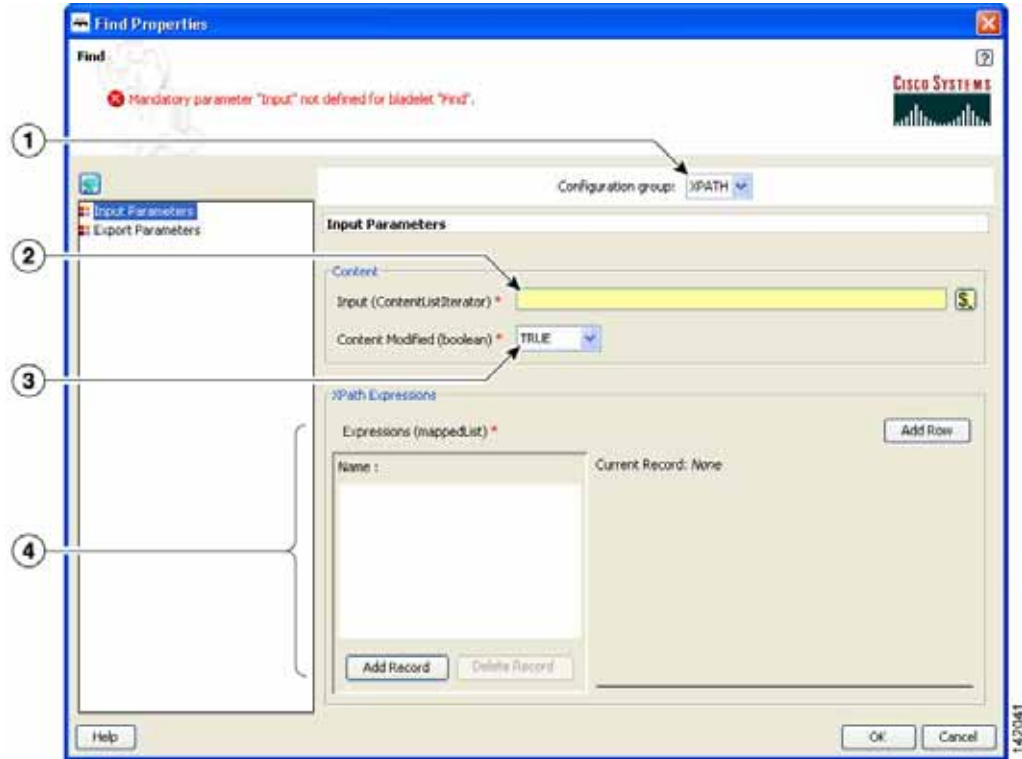 Find Properties
Find
Mandatory parameter "Input" not defined for bladelet "Find".
CISCO SYSTEMS
1
Configuration group: XPATH
Input Parameters
Export Parameters
Input Parameters
2
Content
Input (ContentListIterator) *
$
Content Modified (boolean) * TRUE
3
XPath Expressions
Expressions (mappedList) *
Add Row
Name :
Current Record: None
4
Add Record
Delete Record
Help
OK
Cancel
142041